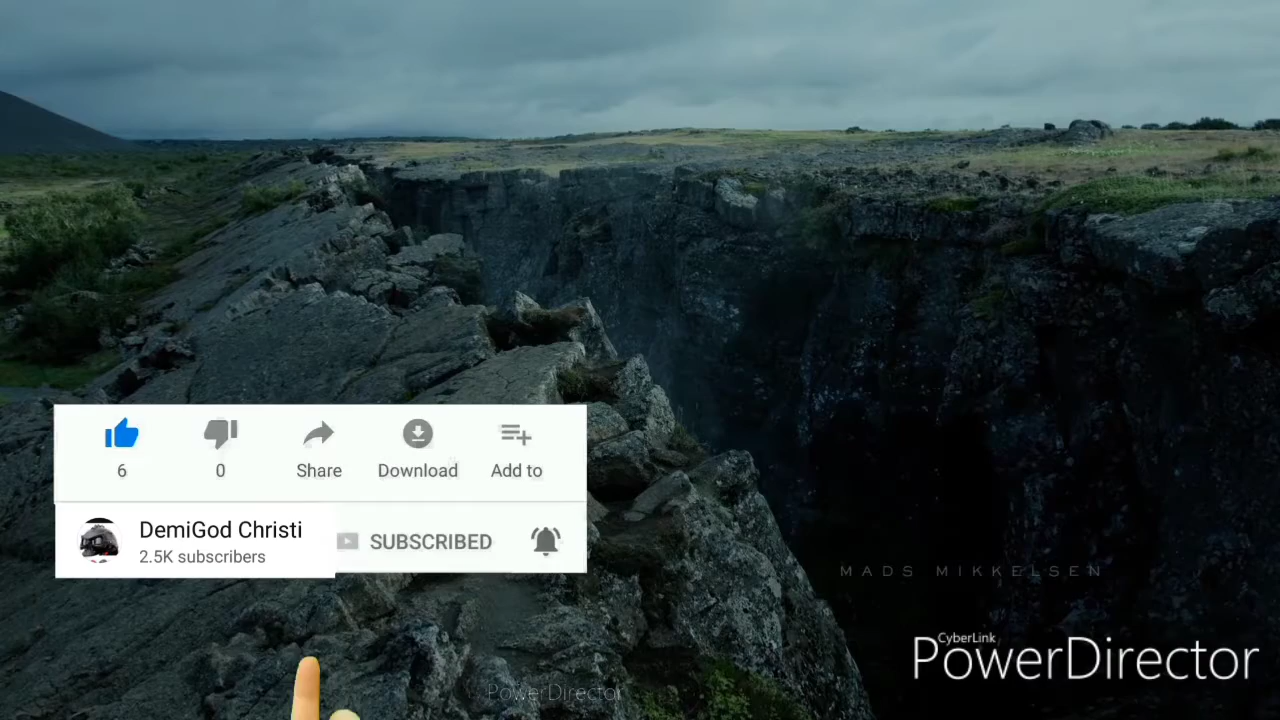 6
0
Share
Download
Add to
DemiGod Christi
2.5K subscribers
SUBSCRIBED
MADS MIKKELSEN
CyberLink
PowerDirector
PowerDirector